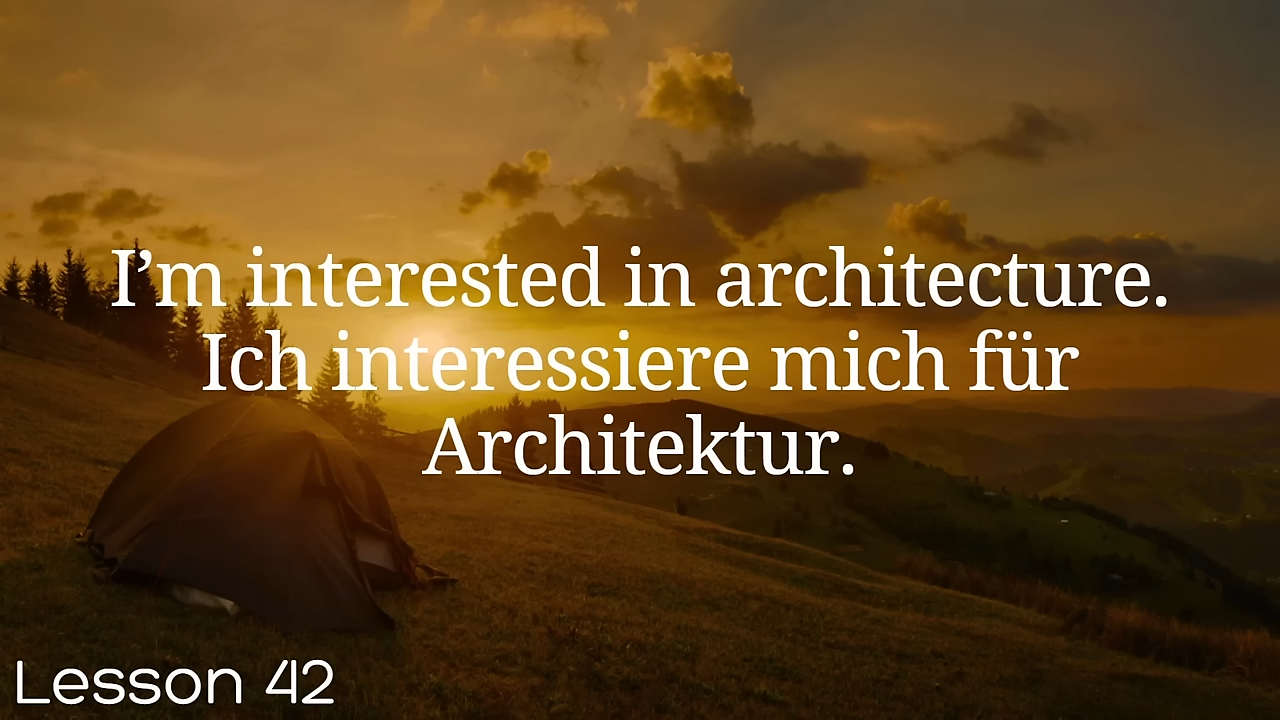 I’m interested in architecture.
Ich interessiere mich für
Architektur.
Lesson 42